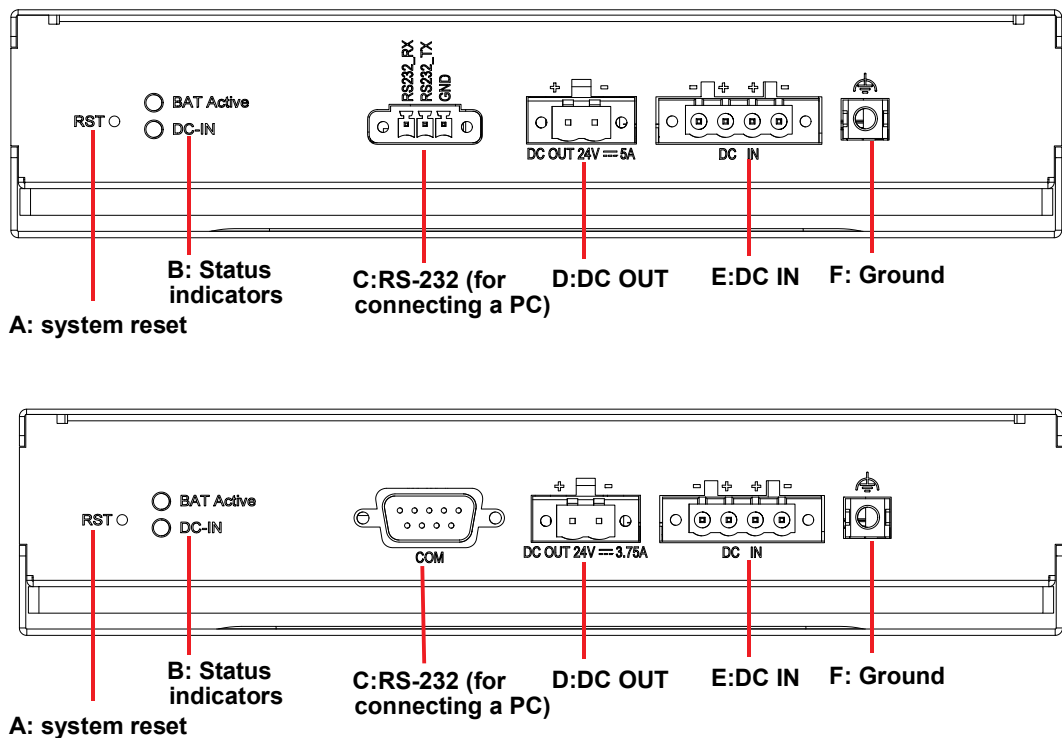 RS232_RX
RS232_TX
GND
BAT Active
RST
DC-IN
+ -
- + + -
DC OUT 24V ⎓ 5A
DC IN
B: Status
indicators
C:RS-232 (for
connecting a PC)
D:DC OUT
E:DC IN
F: Ground
A: system reset
BAT Active
RST
DC-IN
+ -
- + + -
COM
DC OUT 24V ⎓ 3.75A
DC IN
B: Status
indicators
C:RS-232 (for
connecting a PC)
D:DC OUT
E:DC IN
F: Ground
A: system reset